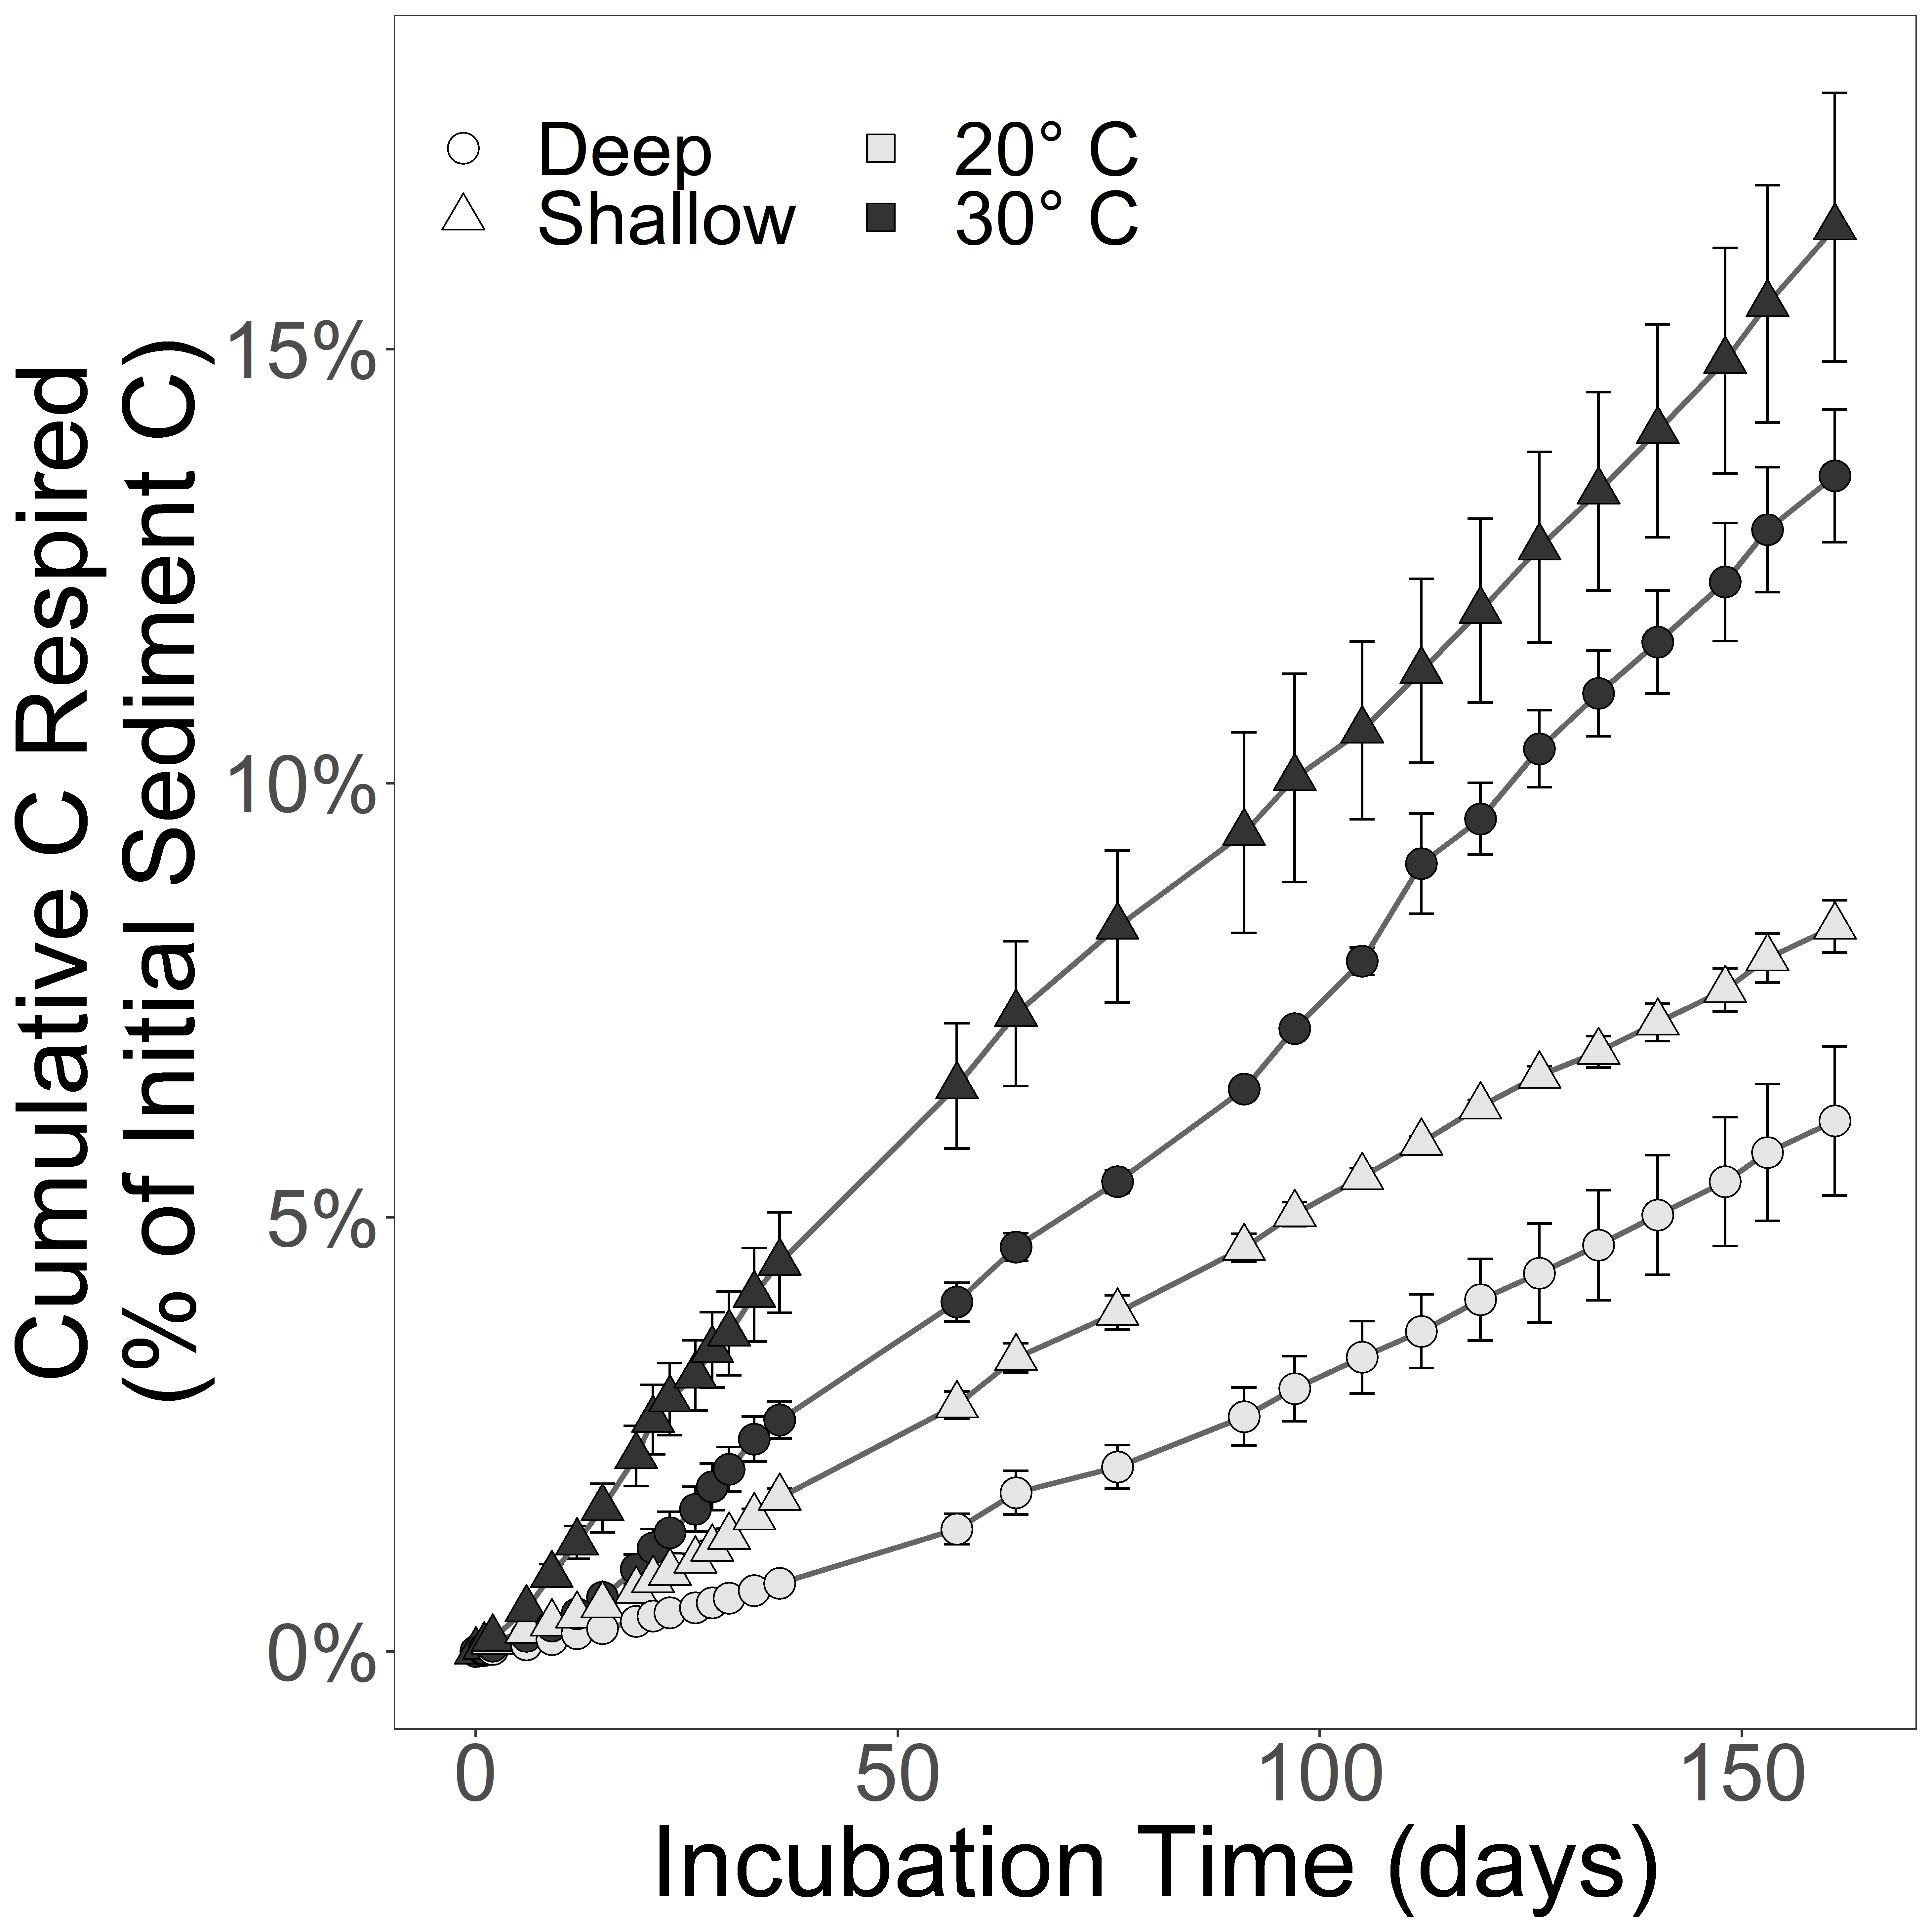 Cumulative C Respired
(% of Initial Sediment C)
Deep
Shallow
20° C
30° C
15%
10%
5%
0%
0
50
100
150
Incubation Time (days)